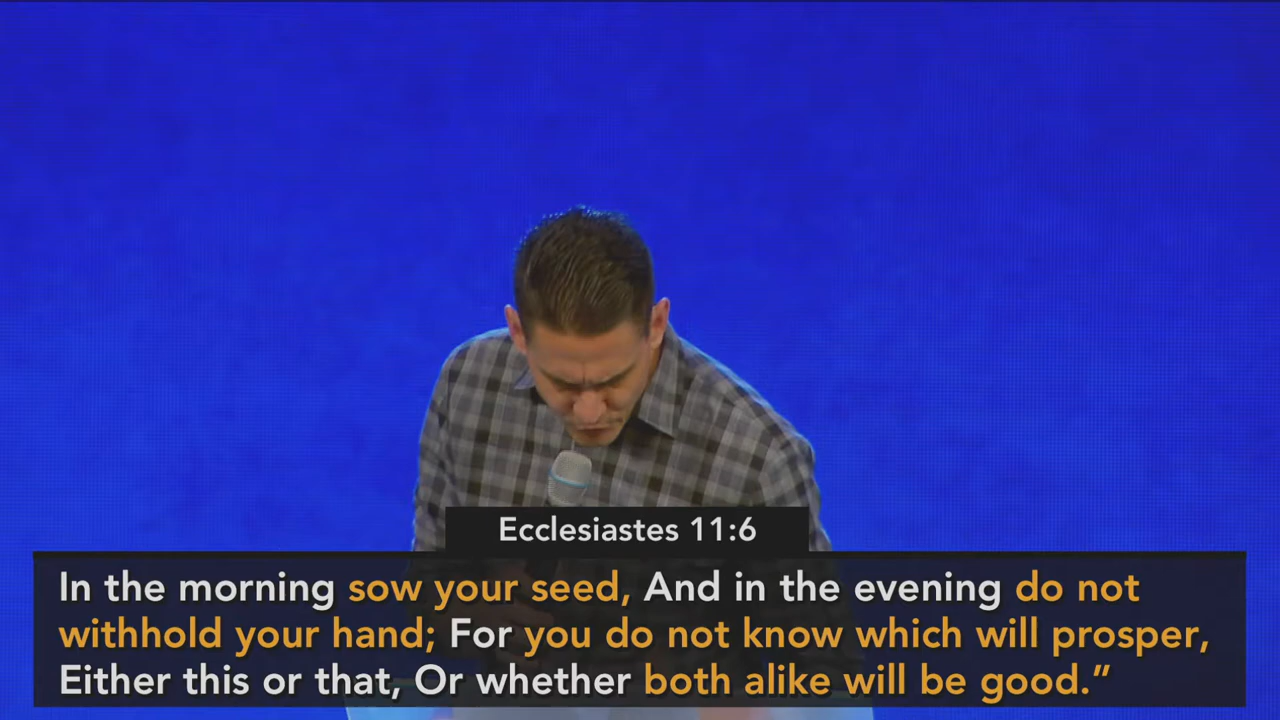 Ecclesiastes 11:6
In the morning sow your seed, And in the evening do not
withhold your hand; For you do not know which will prosper,
Either this or that, Or whether both alike will be good.”